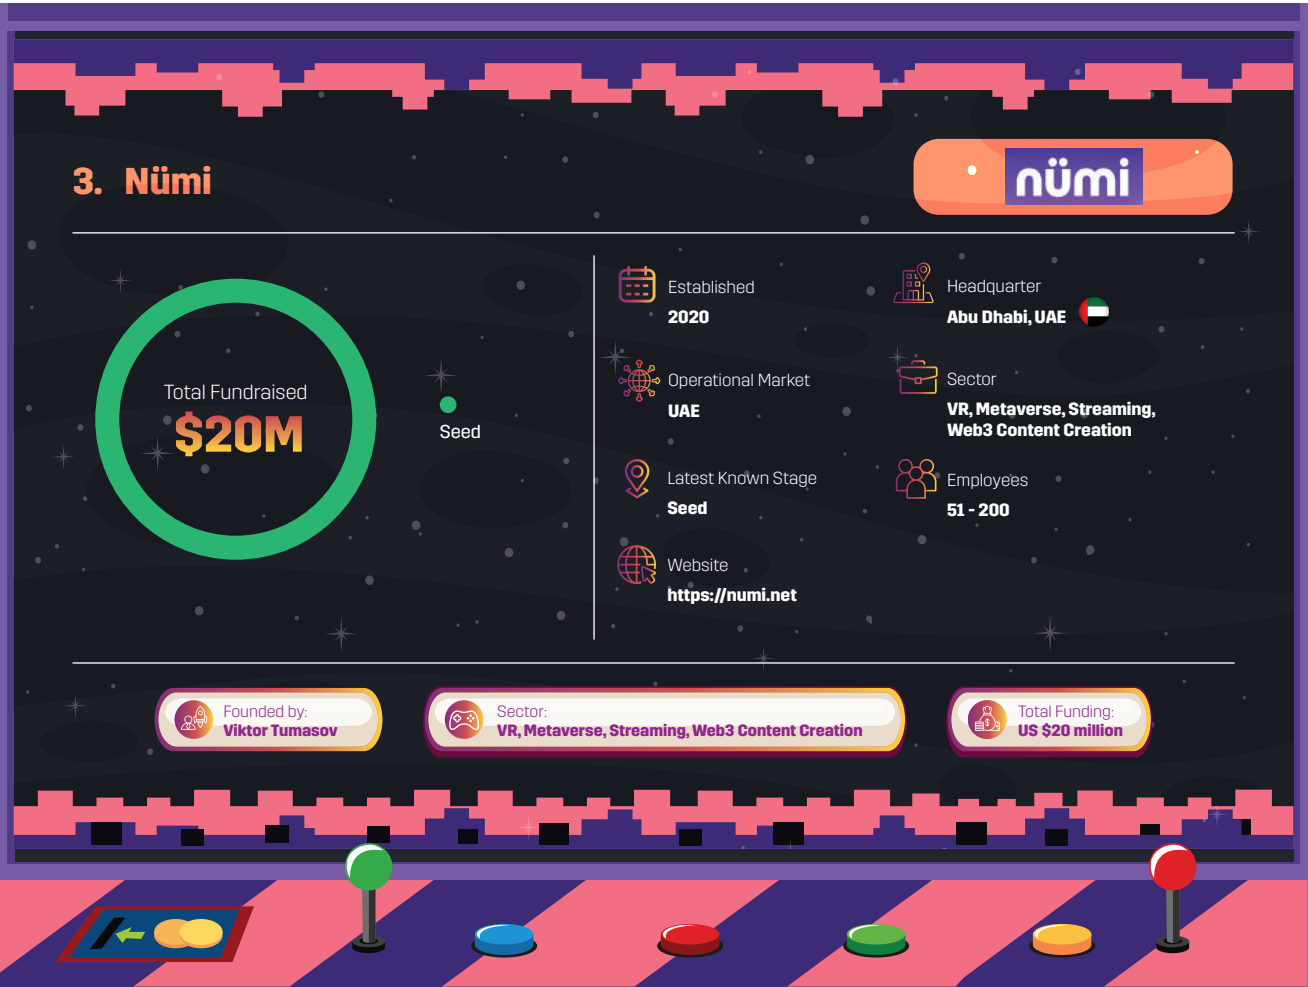 3. Nümi
nümi
Total Fundraised
$20M
Seed
Established
2020
Headquarter
Abu Dhabi, UAE
Operational Market
UAE
Sector
VR, Metaverse, Streaming,
Web3 Content Creation
Latest Known Stage
Seed
Employees
51 - 200
Website
https://numi.net
Founded by:
Viktor Tumasov
Sector:
VR, Metaverse, Streaming, Web3 Content Creation
Total Funding:
US $20 million